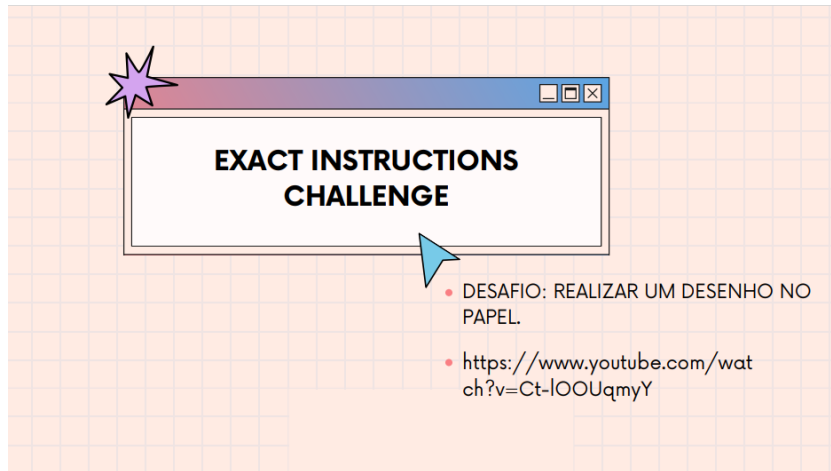 EXACT INSTRUCTIONS
CHALLENGE
DESAFIO: REALIZAR UM DESENHO NO
PAPEL.
https://www.youtube.com/wat
ch?v=Ct-lOOUqmyY